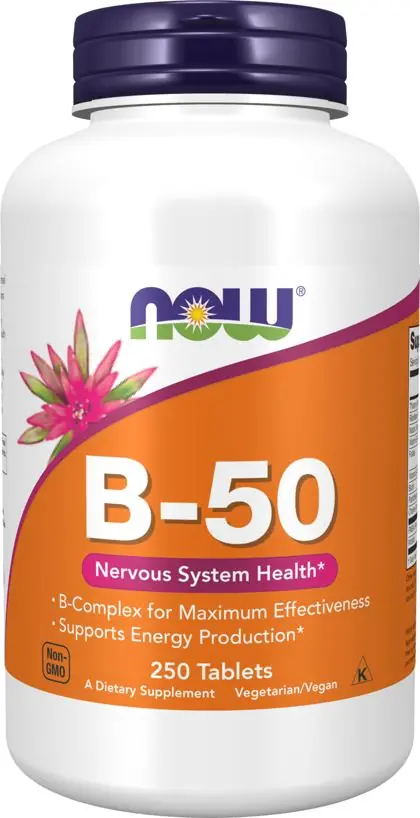 now®
B-50
Nervous System Health*
• B-Complex for Maximum Effectiveness
• Supports Energy Production*
250 Tablets
Non-
GMO
A Dietary Supplement Vegetarian/Vegan
K